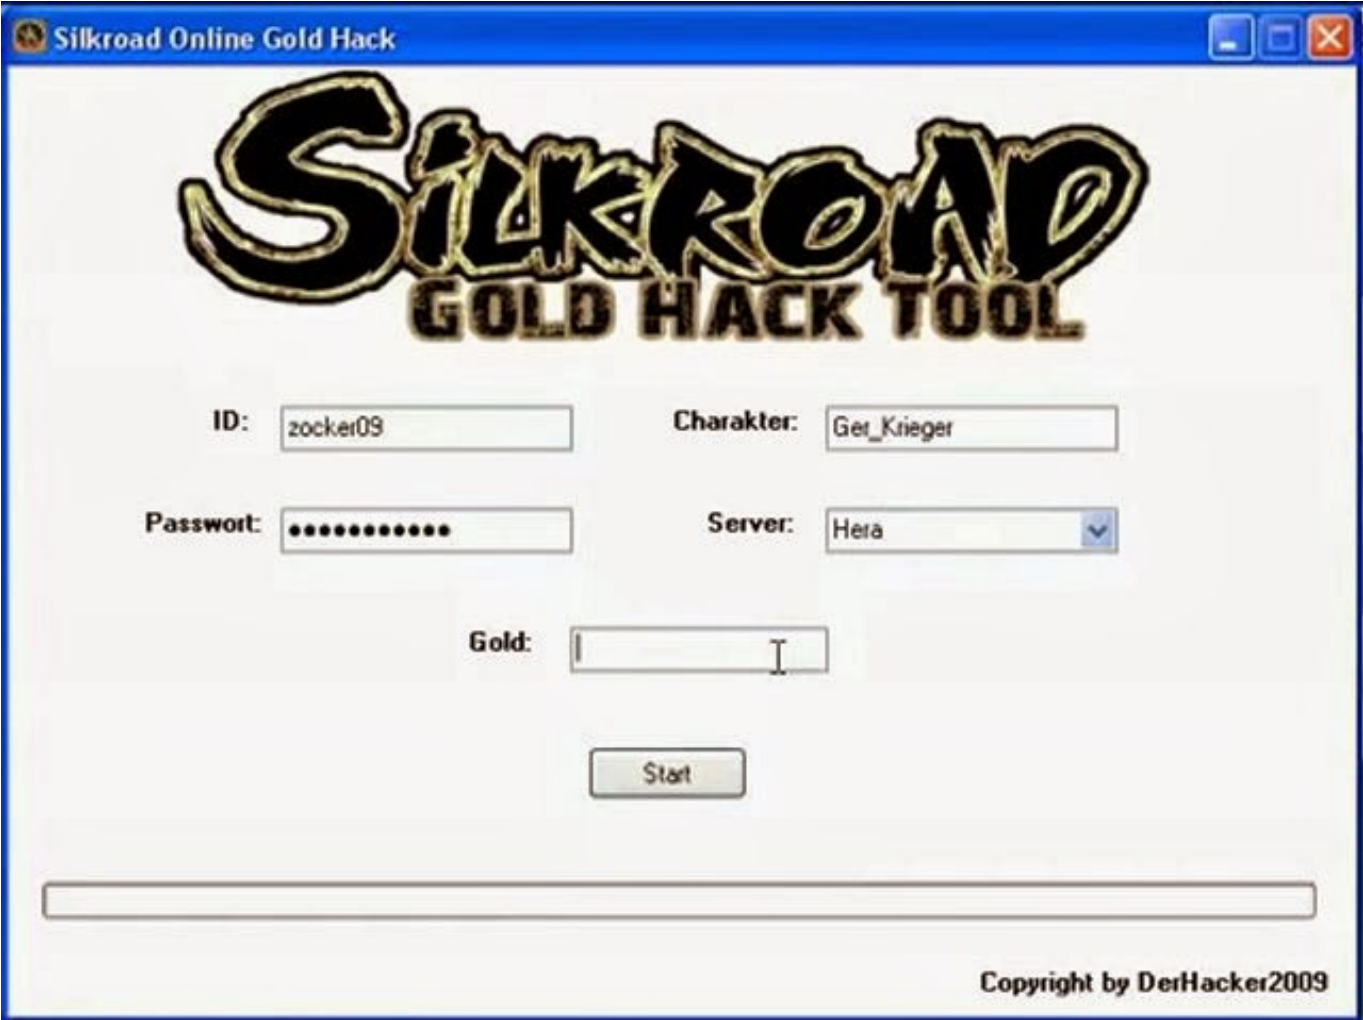 Silkroad Online Gold Hack
SiLKROAD
GOLD HACK TOOL
ID: zocker09 Charakter: Ger_Krieger
Passwort: ●●●●●●●●●●● Server: Hera
Gold:
Start
Copyright by DerHacker2009